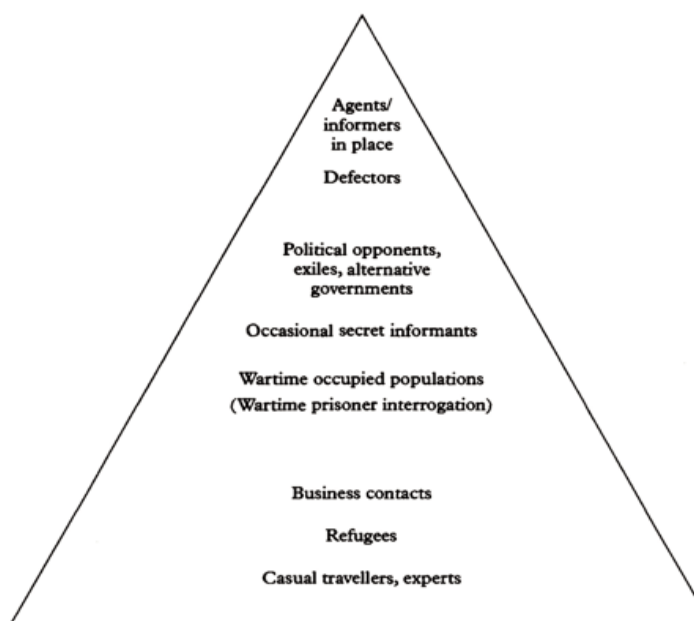 Agents/
informers
in place
Defectors
Political opponents,
exiles, alternative
governments
Occasional secret informants
Wartime occupied populations
(Wartime prisoner interrogation)
Business contacts
Refugees
Casual travellers, experts